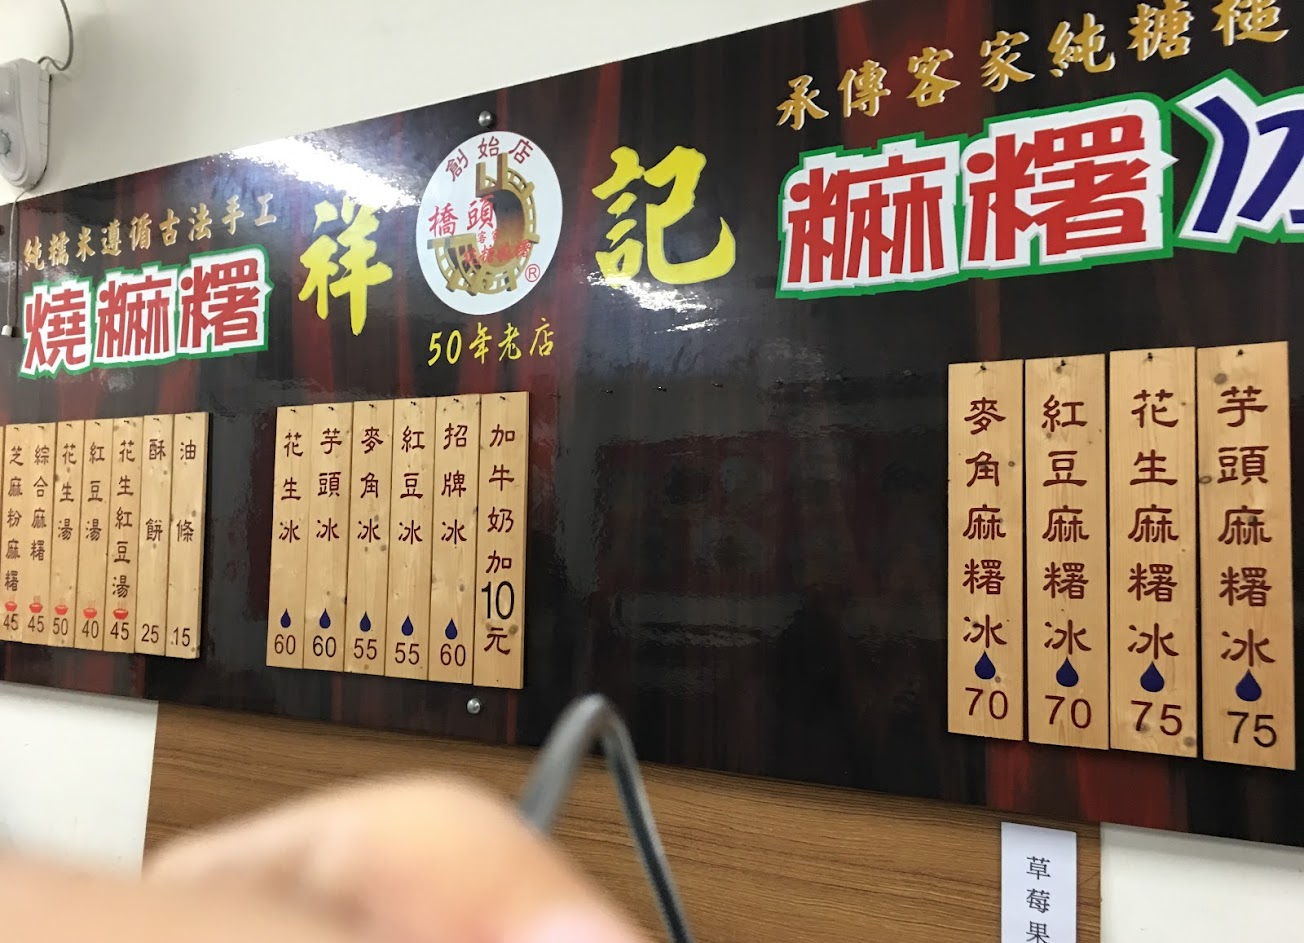 承傳客家純糖槌
純糯米遵循古法手工
燒麻糬
祥
創始店
橋頭
®
記
50年老店
麻糬冰
芝麻粉麻糬 45
綜合麻糬 45
花生湯 50
紅豆湯 40
花生紅豆湯 45
酥餅 25
油條 15
花生冰 60
芋頭冰 60
麥角冰 55
紅豆冰 55
招牌冰 60
加牛奶加10元
麥角麻糬冰 70
紅豆麻糬冰 70
花生麻糬冰 75
芋頭麻糬冰 75
草莓果